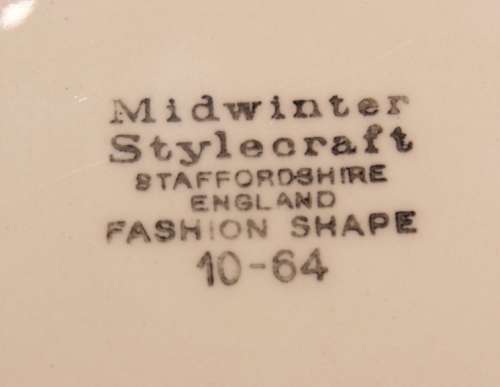 Midwinter
Stylecraft
STAFFORDSHIRE
ENGLAND
FASHION SHAPE
10-64